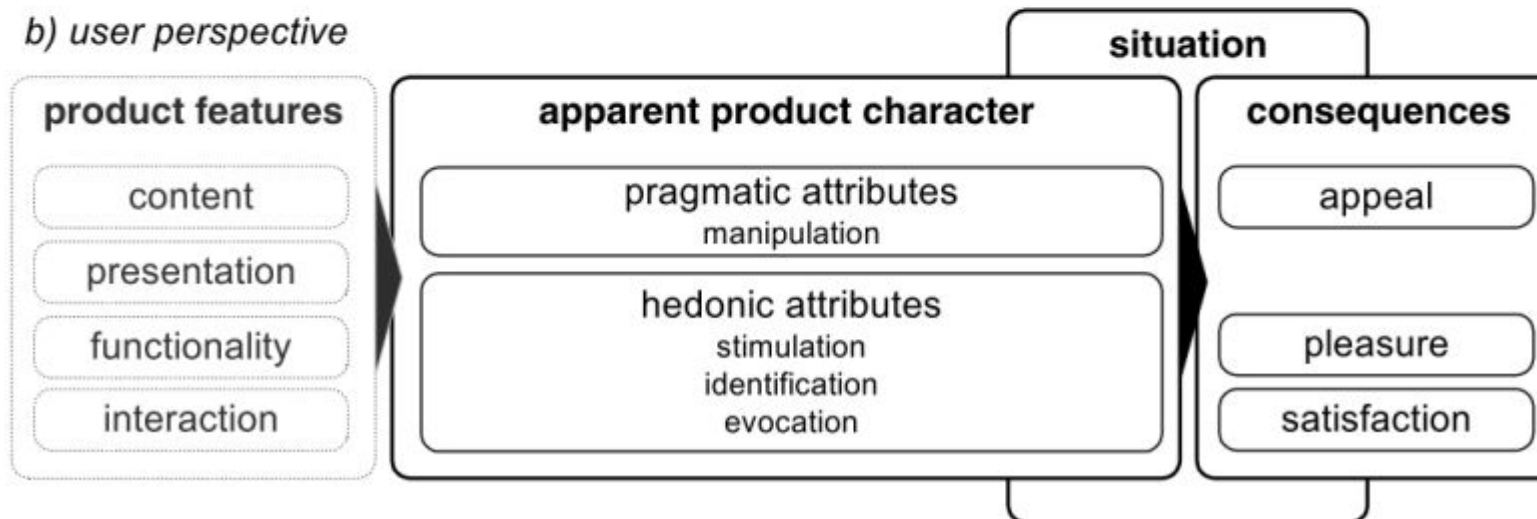 b) user perspective
situation
product features
content
presentation
functionality
interaction
apparent product character
pragmatic attributes
manipulation
hedonic attributes
stimulation
identification
evocation
consequences
appeal
pleasure
satisfaction